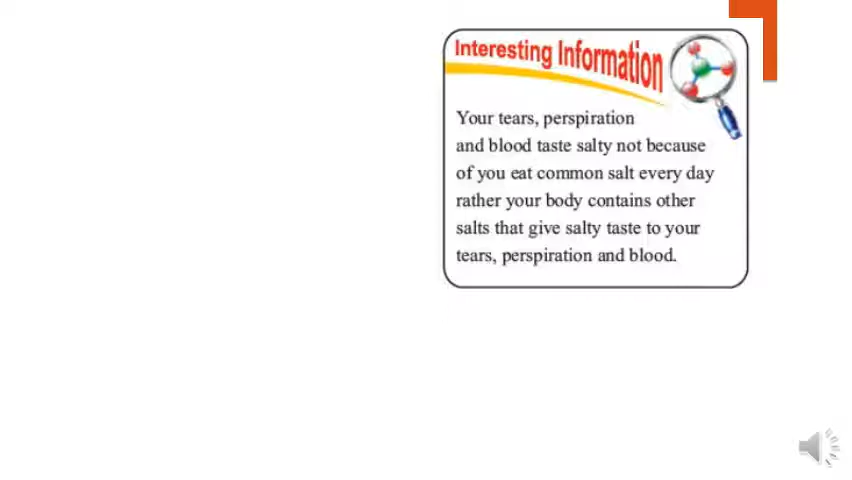 Interesting Information
Your tears, perspiration
and blood taste salty not because
of you eat common salt every day
rather your body contains other
salts that give salty taste to your
tears, perspiration and blood.